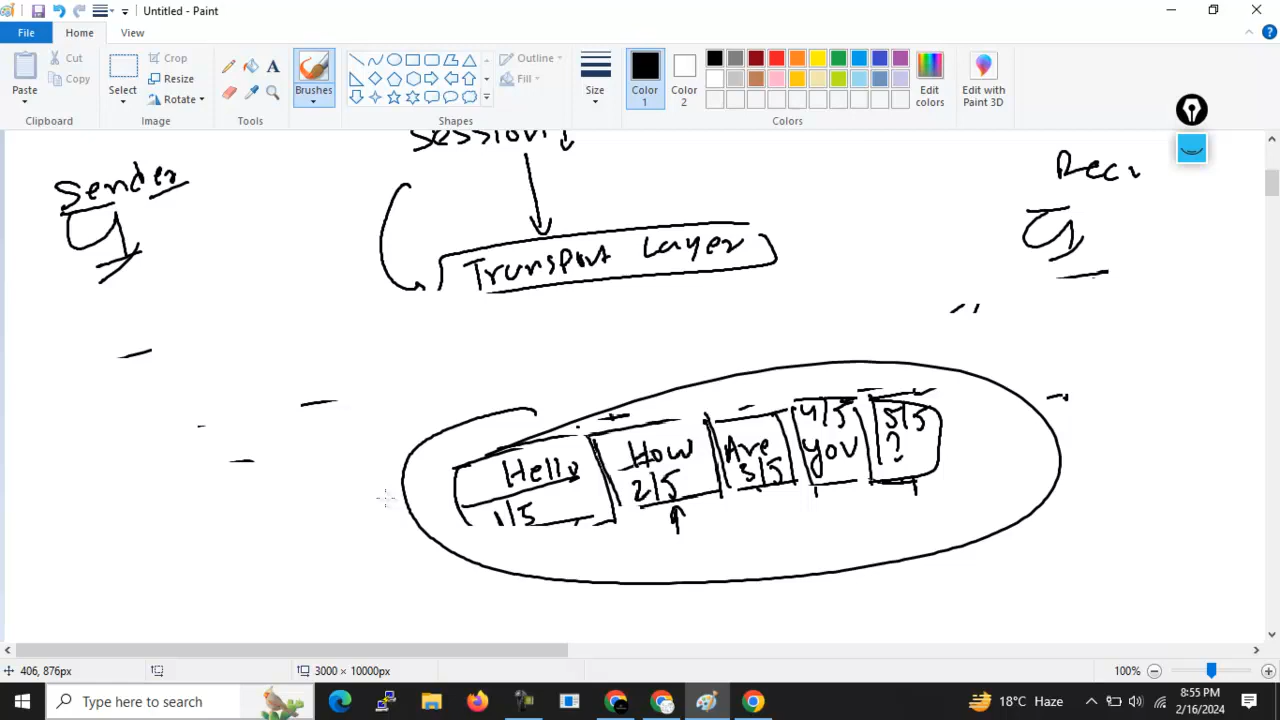 Untitled - Paint
File
Home
View
Paste
Cut
Copy
Clipboard
Select
Crop
Resize
Rotate
Image
Tools
Brushes
Shapes
Outline
Fill
Size
Color 1
Color 2
Edit colors
Edit with Paint 3D
Colors
Session
Sender
Transport Layer
Hello
1/5
How
2/5
Are
3/5
4/5
you
5/5
?
406, 876px
3000 × 10000px
100%
Type here to search
18°C Haze
8:55 PM
2/16/2024